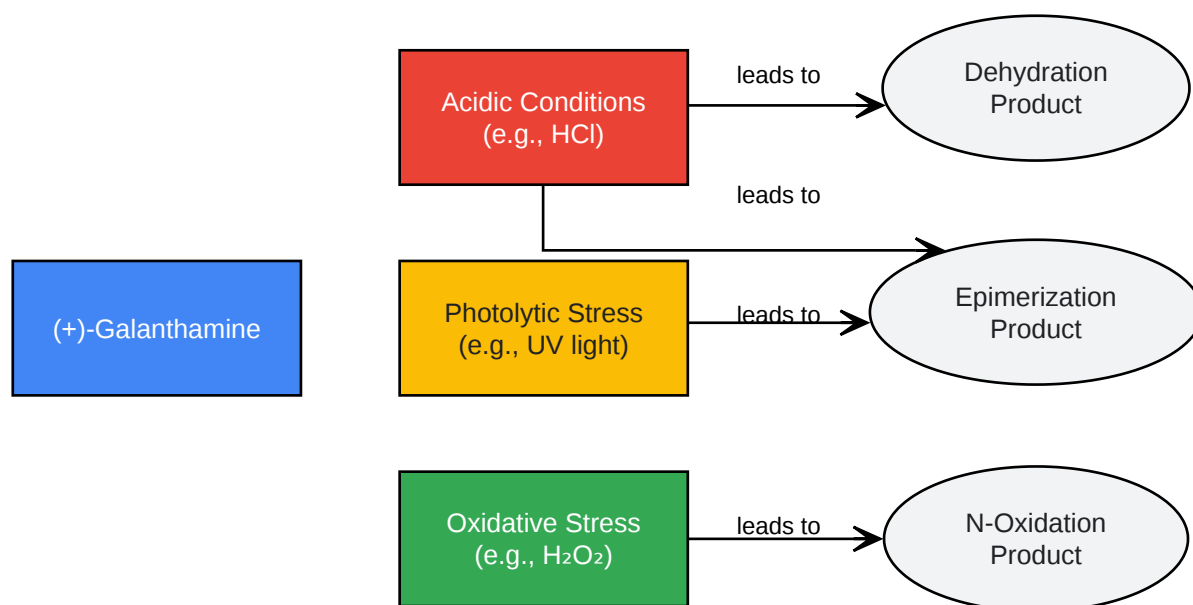 Acidic Conditions
(e.g., HCl)
leads to
Dehydration
Product
leads to
(+)-Galanthamine
Photolytic Stress
(e.g., UV light)
leads to
Epimerization
Product
Oxidative Stress
(e.g., H₂O₂)
leads to
N-Oxidation
Product